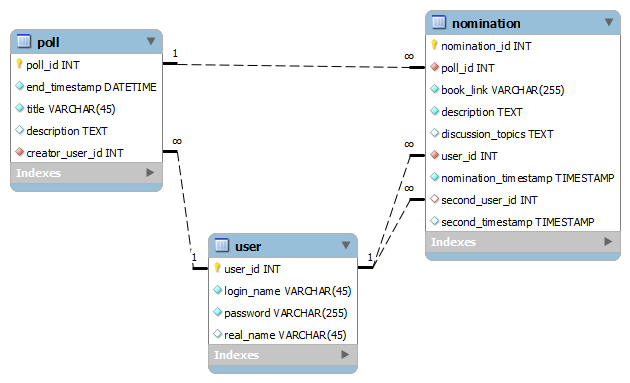 poll
poll_id INT
end_timestamp DATETIME
title VARCHAR(45)
description TEXT
creator_user_id INT
Indexes
1
∞
∞
1
nomination
nomination_id INT
poll_id INT
book_link VARCHAR(255)
description TEXT
discussion_topics TEXT
user_id INT
nomination_timestamp TIMESTAMP
second_user_id INT
second_timestamp TIMESTAMP
Indexes
∞
∞
1
user
user_id INT
login_name VARCHAR(45)
password VARCHAR(255)
real_name VARCHAR(45)
Indexes